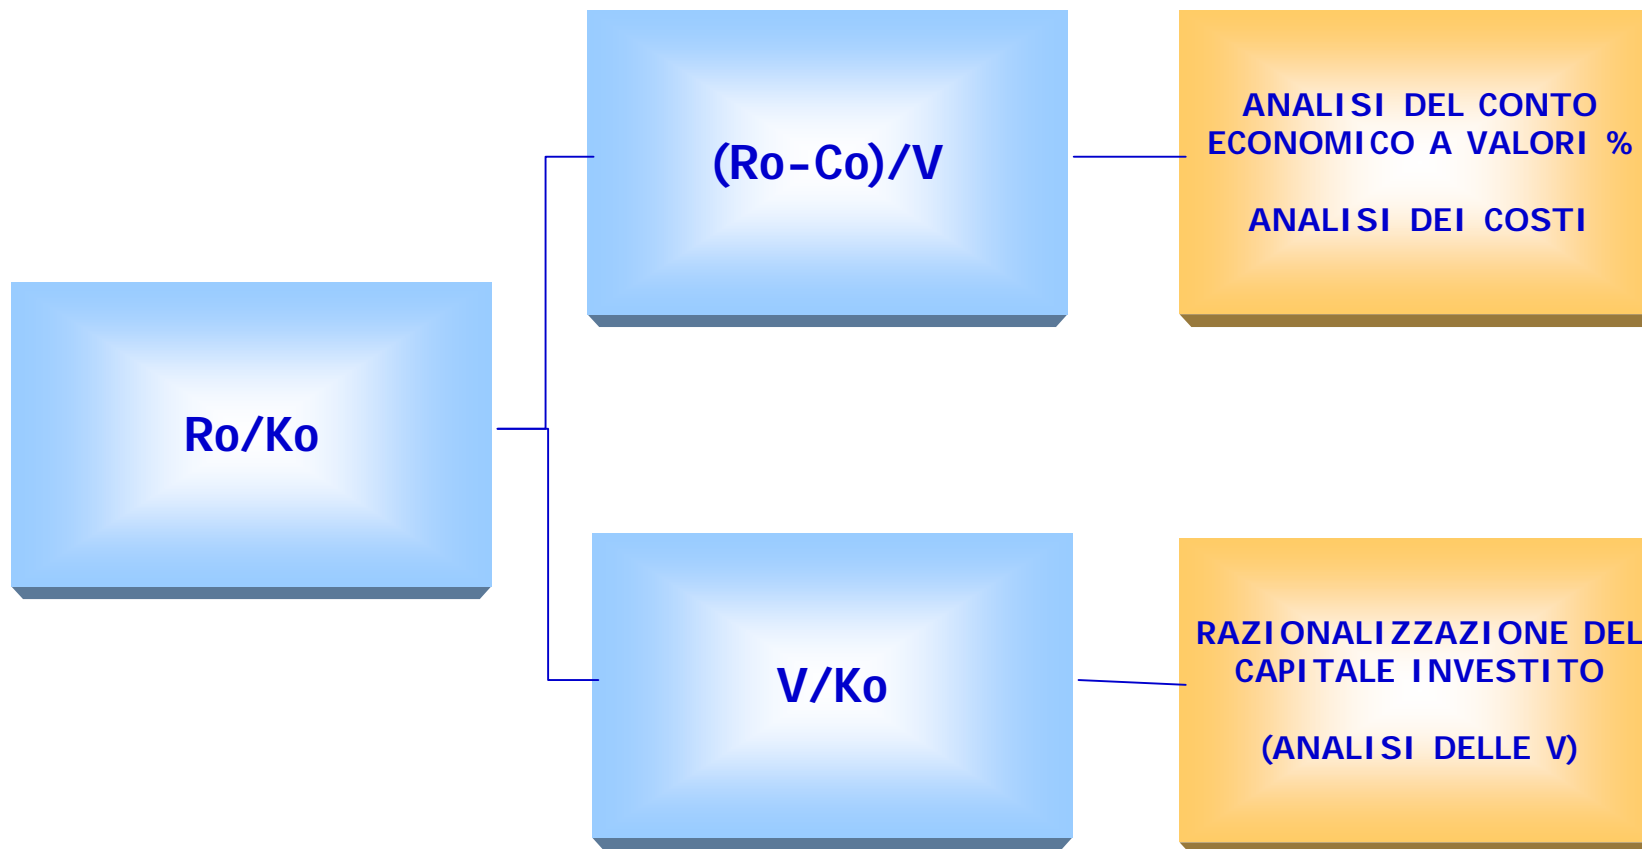 (Ro-Co)/V
ANALISI DEL CONTO
ECONOMICO A VALORI %
ANALISI DEI COSTI
Ro/Ko
V/Ko
RAZIONALIZZAZIONE DEL
CAPITALE INVESTITO
(ANALISI DELLE V)